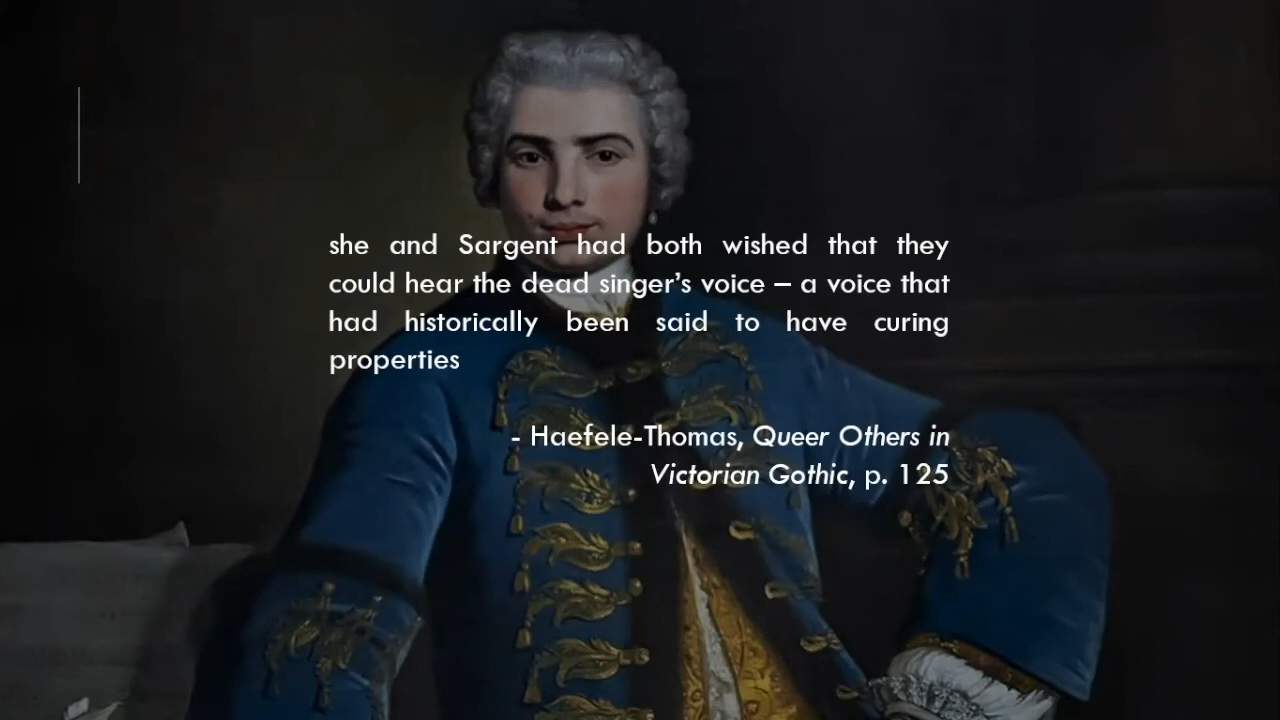 she and Sargent had both wished that they
could hear the dead singer’s voice – a voice that
had historically been said to have curing
properties
- Haefele-Thomas, Queer Others in
Victorian Gothic, p. 125